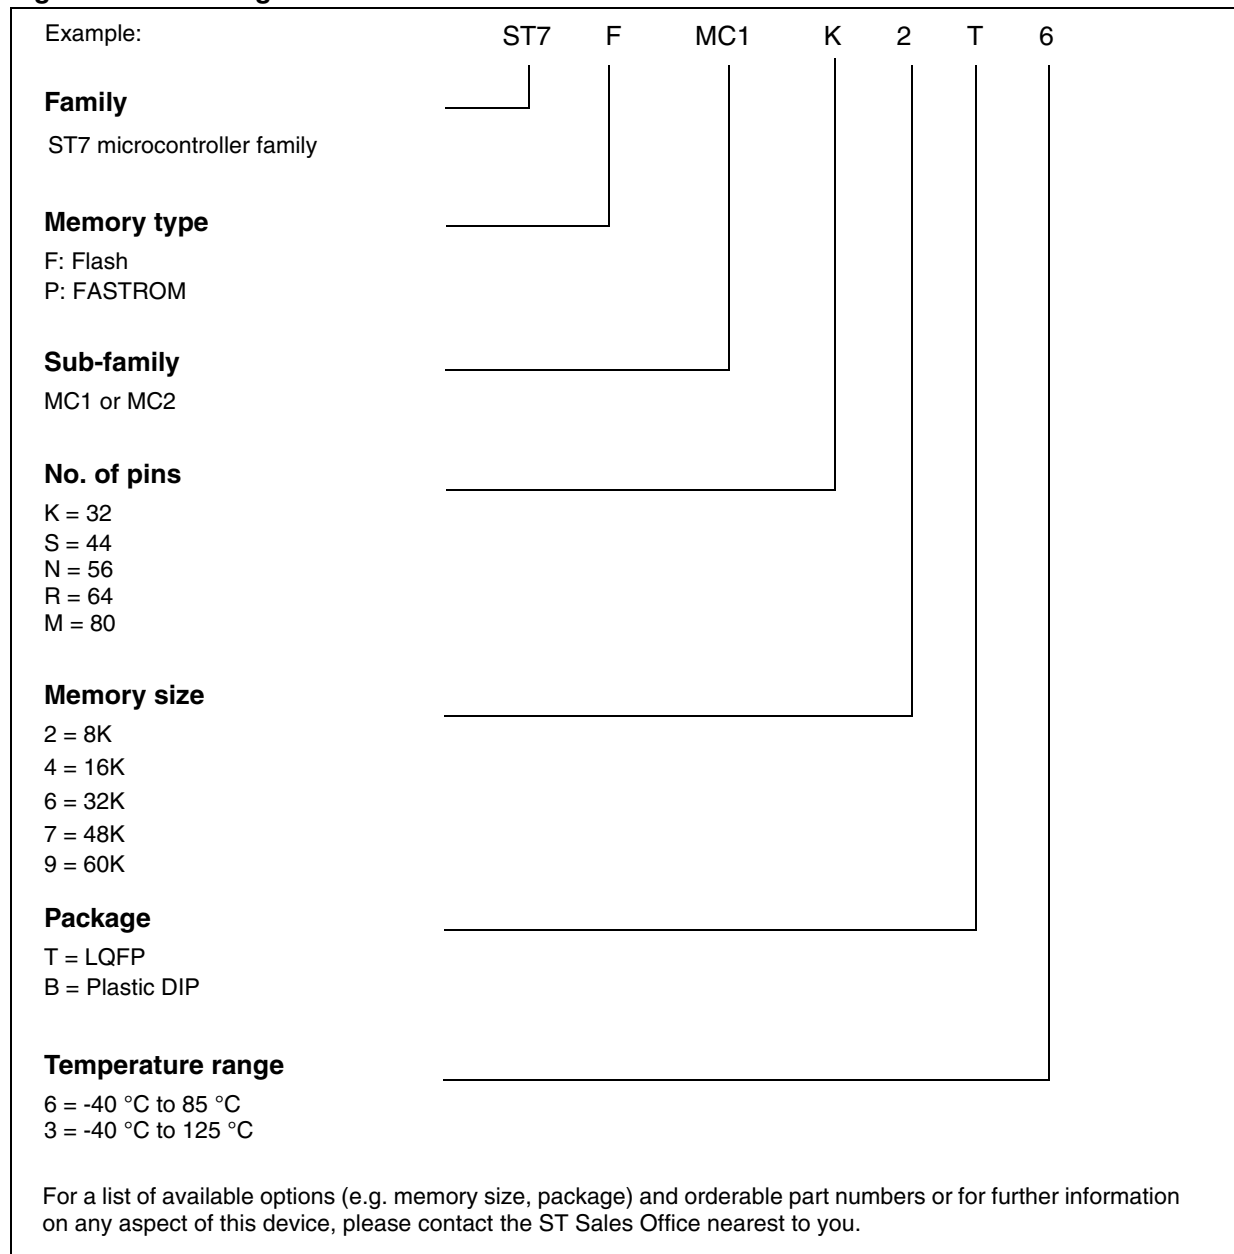 Example: ST7 F MC1 K 2 T 6
Family
ST7 microcontroller family
Memory type
F: Flash
P: FASTROM
Sub-family
MC1 or MC2
No. of pins
K = 32
S = 44
N = 56
R = 64
M = 80
Memory size
2 = 8K
4 = 16K
6 = 32K
7 = 48K
9 = 60K
Package
T = LQFP
B = Plastic DIP
Temperature range
6 = -40 °C to 85 °C
3 = -40 °C to 125 °C
For a list of available options (e.g. memory size, package) and orderable part numbers or for further information
on any aspect of this device, please contact the ST Sales Office nearest to you.